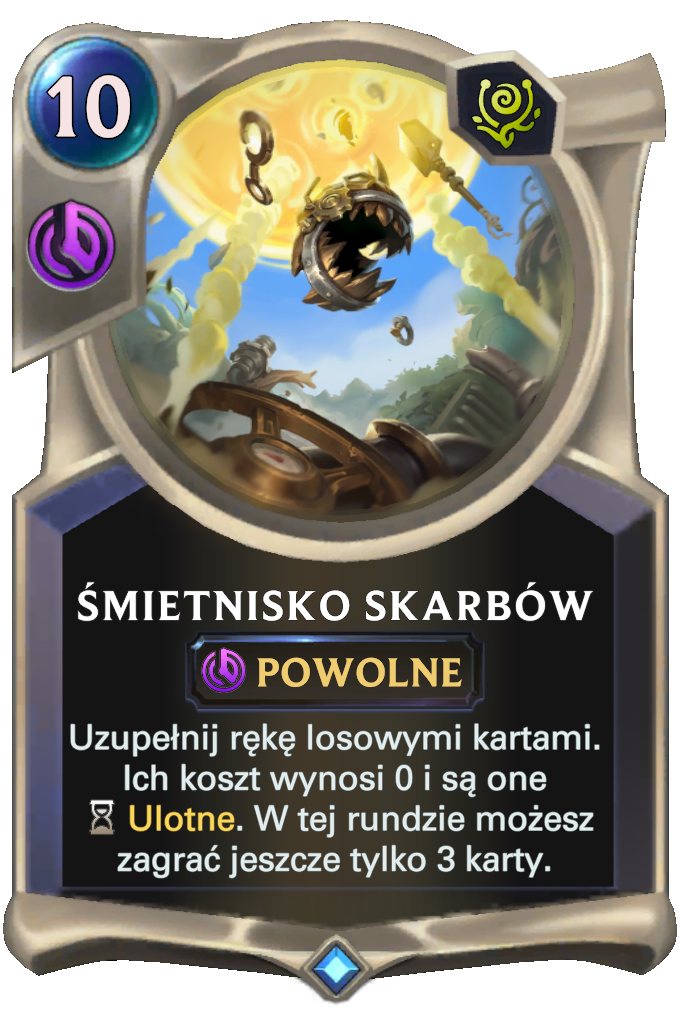 10
ŚMIETNISKO SKARBÓW
POWOLNE
Uzupełnij rękę losowymi kartami.
Ich koszt wynosi 0 i są one
Ulotne. W tej rundzie możesz
zagrać jeszcze tylko 3 karty.